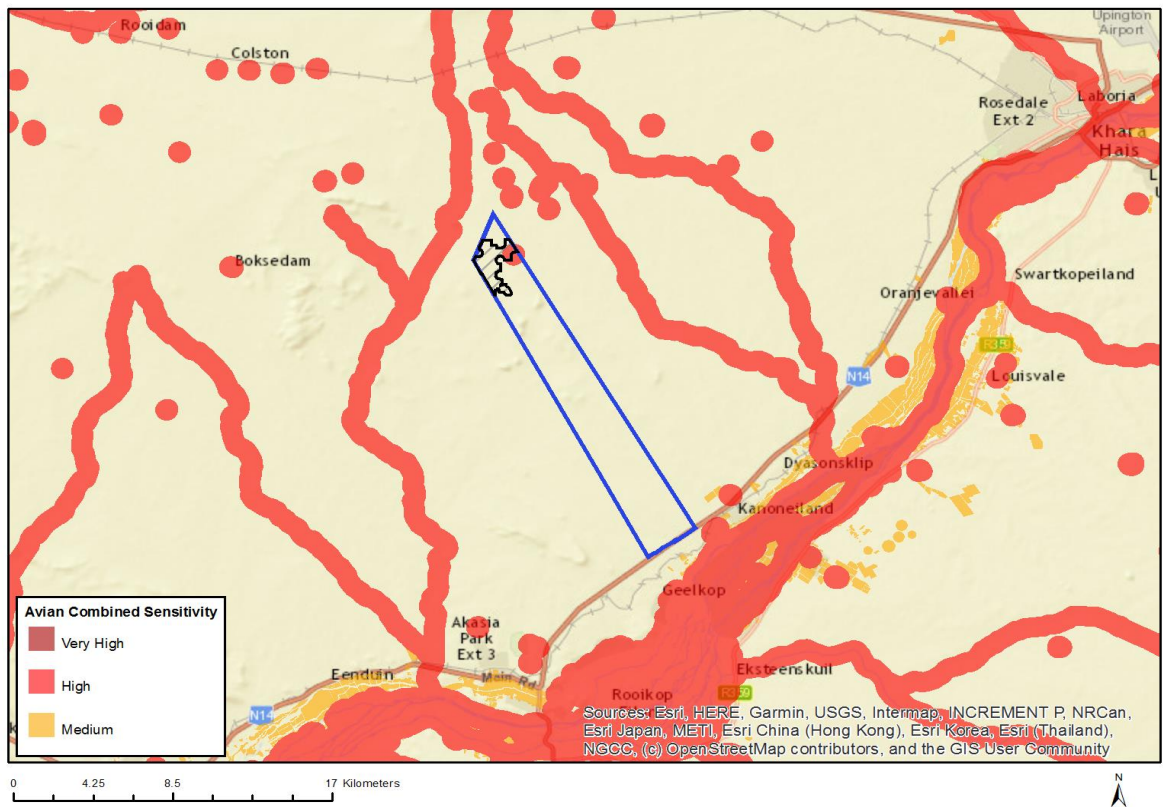 Upington
Airport
Rooidam
Colston
Rosedale
Ext 2
Laboria
Khara
Hais
L
Boksedam
Swartkopeiland
Oranjevallei
R359
N14
Louisvale
Dyasonsklip
Kanoneiland
Geelkop
Avian Combined Sensitivity
Very High
High
Medium
Akasia
Park
Ext 3
Eenduin
Main Rd
Eksteenskuil
R359
Rooikop
N14
Sources: Esri, HERE, Garmin, USGS, Intermap, INCREMENT P, NRCan,
Esri Japan, METI, Esri China (Hong Kong), Esri Korea, Esri (Thailand),
NGCC, (c) OpenStreetMap contributors, and the GIS User Community
0 4.25 8.5 17 Kilometers
N